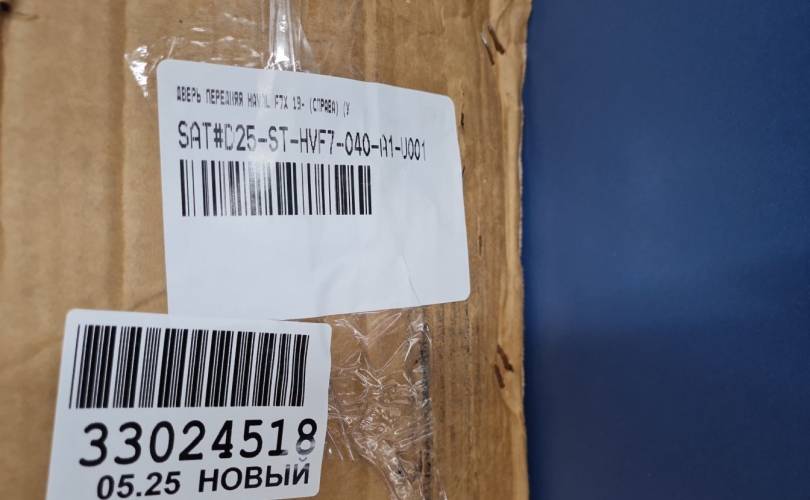 ДВЕРЬ ПЕРЕДНЯЯ HAVAL F7X 19- (СПРАВА) (У
SAT#D25-ST-HVF7-040-A1-U001
33024518
05.25 НОВЫЙ